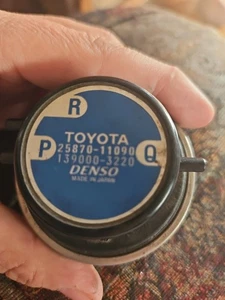 R
TOYOTA
25870-11090
P
Q
139000-3220
DENSO
MADE IN JAPAN